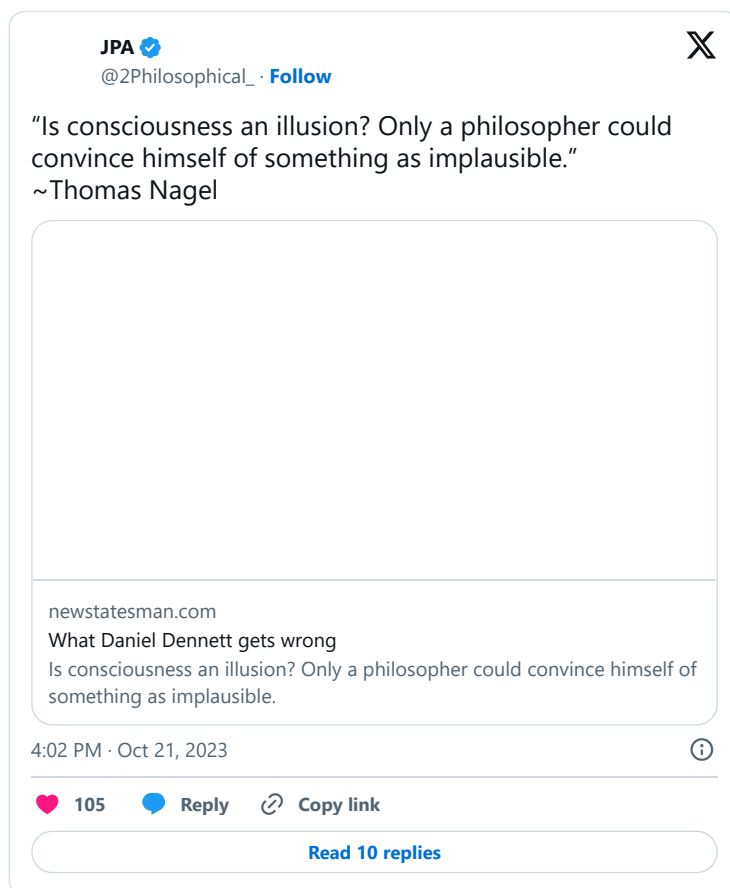 JPA
@2Philosophical_ · Follow
“Is consciousness an illusion? Only a philosopher could
convince himself of something as implausible.”
~Thomas Nagel
newstatesman.com
What Daniel Dennett gets wrong
Is consciousness an illusion? Only a philosopher could convince himself of
something as implausible.
4:02 PM · Oct 21, 2023
105 Reply Copy link
Read 10 replies